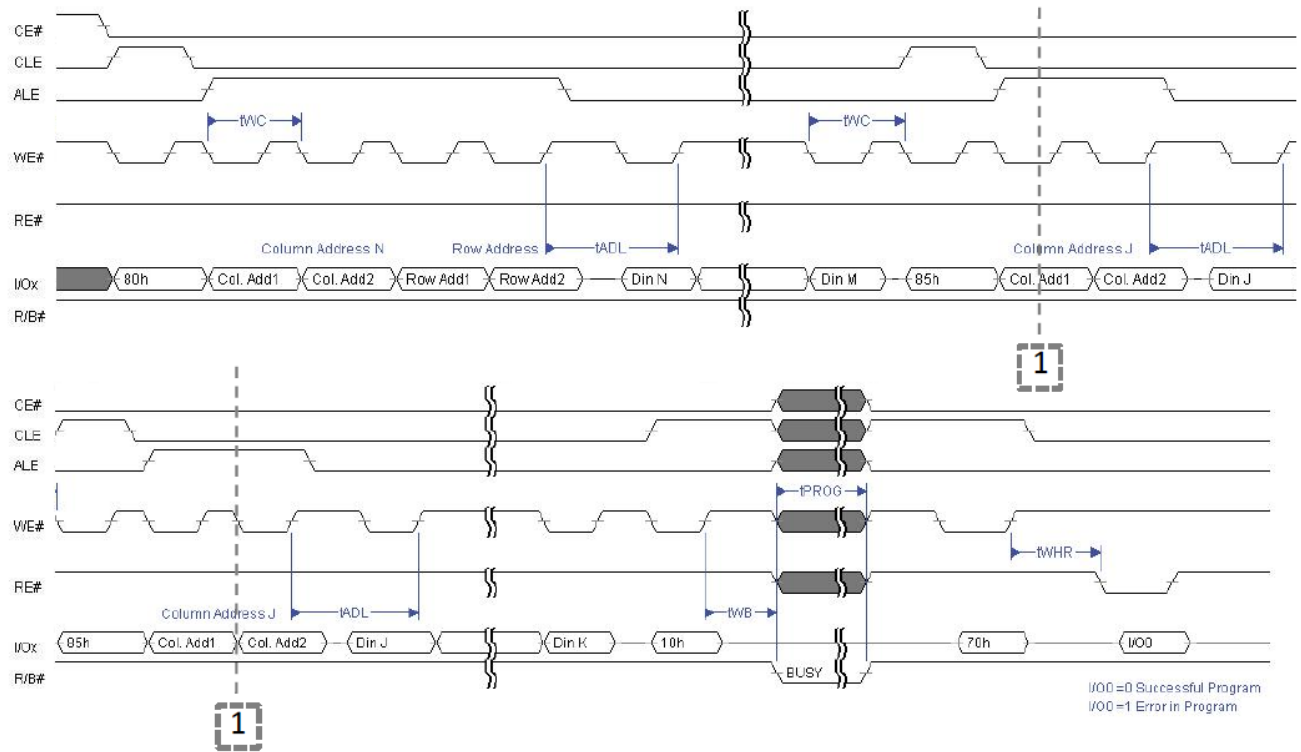 CE#
CLE
ALE
tWC tWC
WE#
RE#
Column Address N Row Address tADL Column Address J tADL
I/Ox 80h Col. Add1 Col. Add2 Row Add1 Row Add2 Din N Din M 85h Col. Add1 Col. Add2 Din J
R/B#
1
CE#
CLE
ALE
tPROG
WE#
tWHR
RE#
Column Address J tADL tWB
I/Ox 85h Col. Add1 Col. Add2 Din J Din K 10h 70h I/O0
R/B# BUSY
I/O0=0 Successful Program
I/O0=1 Error in Program
1